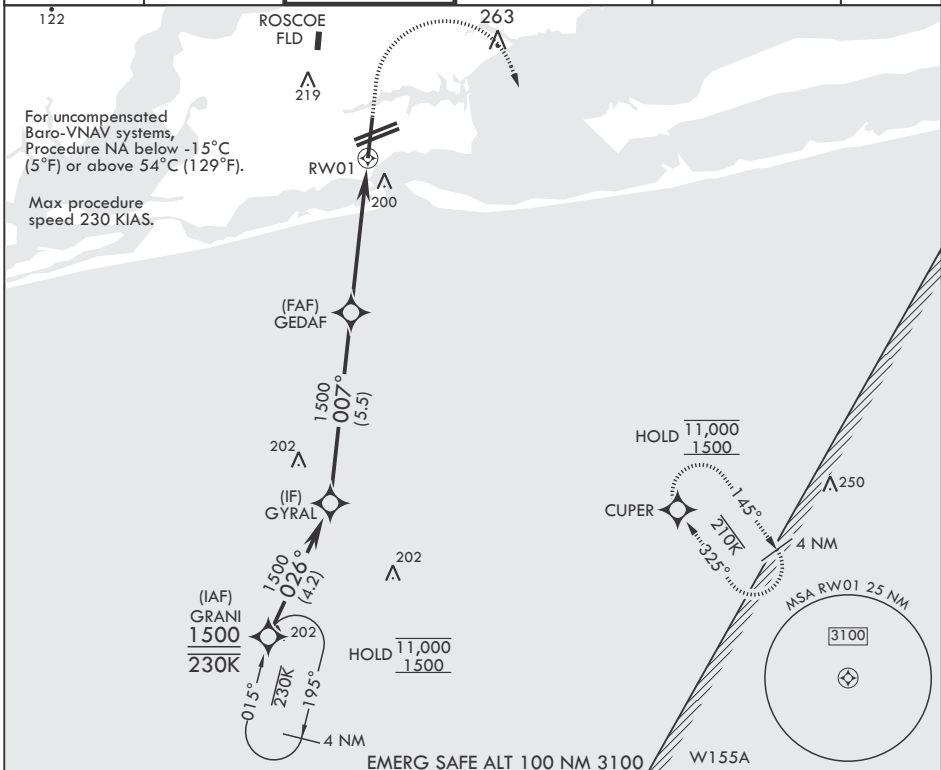 122
ROSCOE
FLD
263
219
For uncompensated
Baro-VNAV systems,
Procedure NA below -15°C
(5°F) or above 54°C (129°F).
RW01
Max procedure
speed 230 KIAS.
200
(FAF)
GEDAF
1500
007°
(5.5)
HOLD 11,000
1500
202
250
(IF)
GYRAL
CUPER
145°
210K
325°
4 NM
1500
026°
(4.2)
202
(IAF)
GRANI
1500
230K
202
MSA RW01 25 NM
3100
HOLD 11,000
1500
015°
230K
195°
4 NM
EMERG SAFE ALT 100 NM 3100
W155A